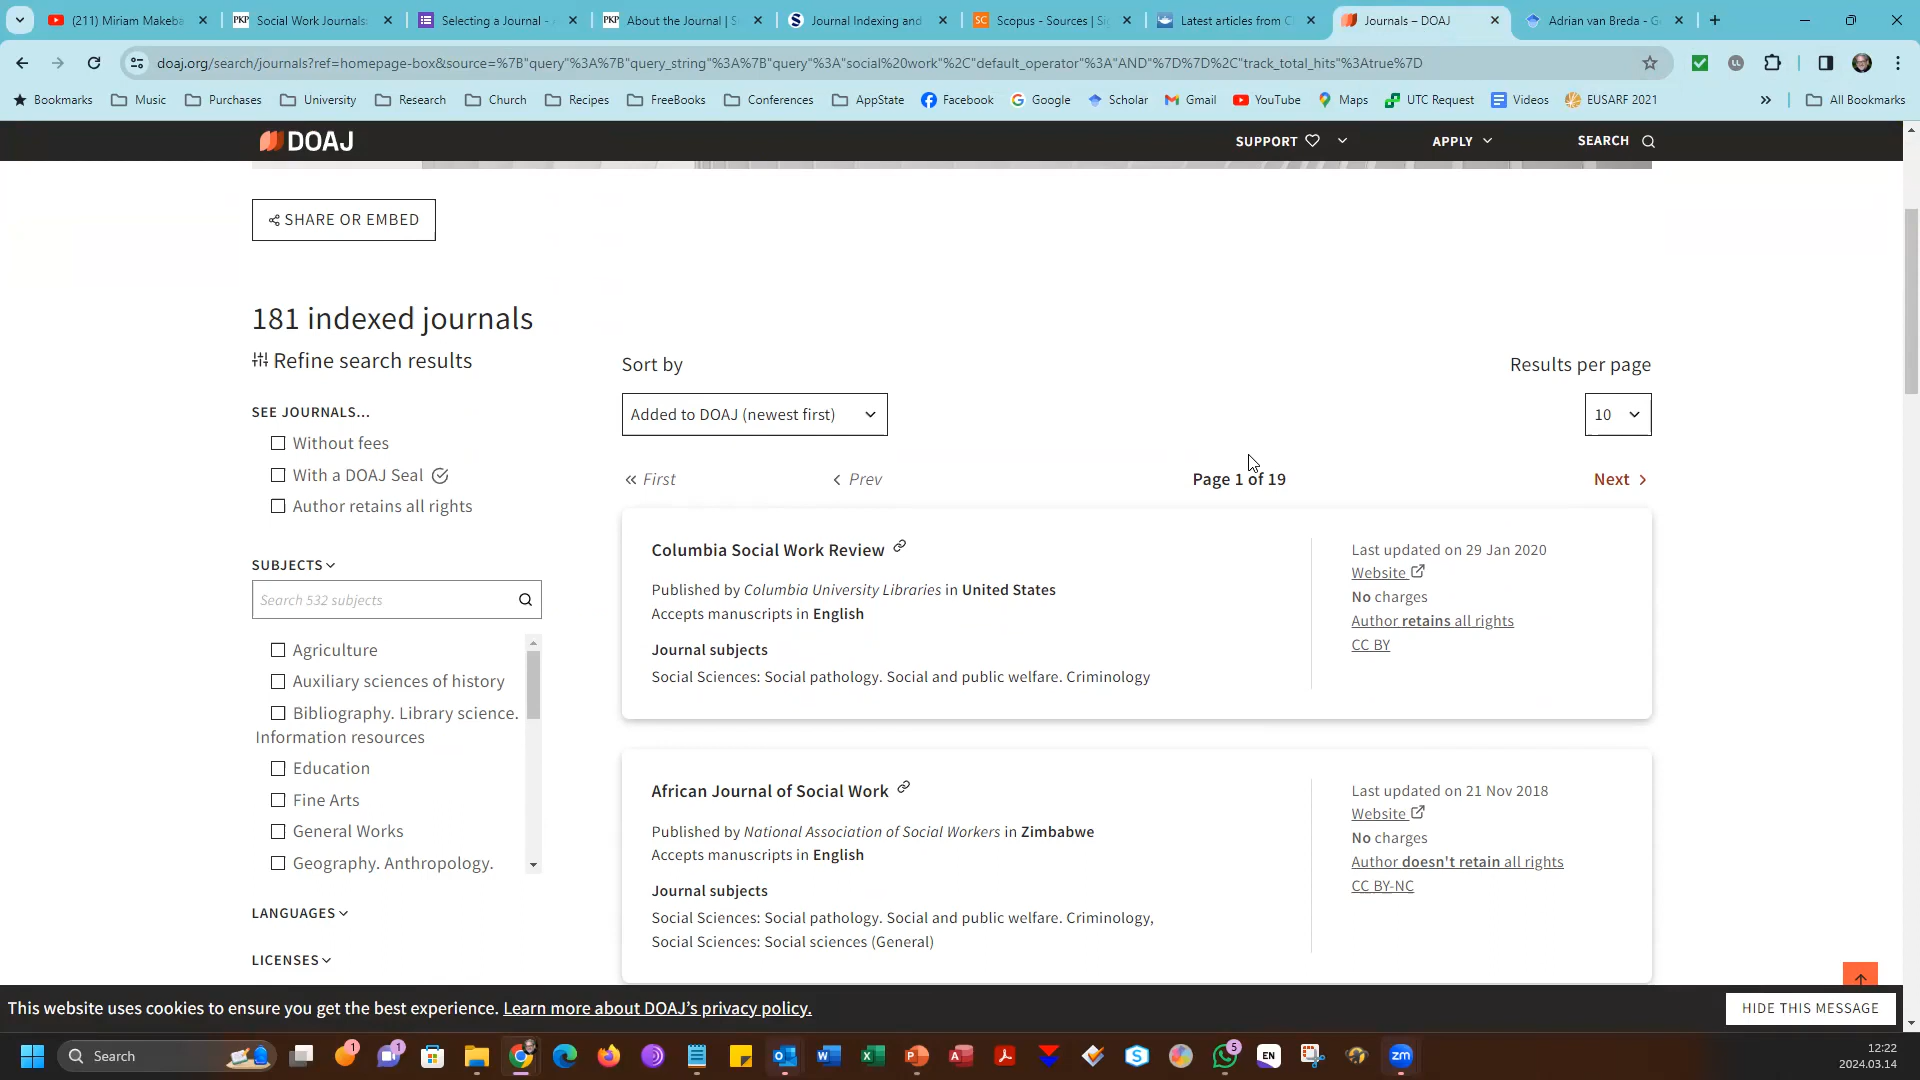 (211) Miriam Makeba
Social Work Journals
Selecting a Journal -
About the Journal | S
Journal Indexing and
Scopus - Sources | Si
Latest articles from C
Journals – DOAJ
Adrian van Breda - G
doaj.org/search/journals?ref=homepage-box&source=%7B"query"%3A%7B"query_string"%3A%7B"query"%3A"social%20work"%2C"default_operator"%3A"AND"%7D%7D%2C"track_total_hits"%3Atrue%7D
Bookmarks Music Purchases University Research Church Recipes FreeBooks Conferences AppState Facebook Google Scholar Gmail YouTube Maps UTC Request Videos EUSARF 2021 » All Bookmarks
DOAJ
SUPPORT APPLY SEARCH
SHARE OR EMBED
181 indexed journals
Refine search results
SEE JOURNALS...
Without fees
With a DOAJ Seal
Author retains all rights
SUBJECTS
Search 532 subjects
Agriculture
Auxiliary sciences of history
Bibliography. Library science.
Information resources
Education
Fine Arts
General Works
Geography. Anthropology.
LANGUAGES
LICENSES
Sort by
Results per page
Added to DOAJ (newest first)
10
« First
‹ Prev
Page 1 of 19
Next ›
Columbia Social Work Review
Published by Columbia University Libraries in United States
Accepts manuscripts in English
Journal subjects
Social Sciences: Social pathology. Social and public welfare. Criminology
Last updated on 29 Jan 2020
Website
No charges
Author retains all rights
CC BY
African Journal of Social Work
Published by National Association of Social Workers in Zimbabwe
Accepts manuscripts in English
Journal subjects
Social Sciences: Social pathology. Social and public welfare. Criminology,
Social Sciences: Social sciences (General)
Last updated on 21 Nov 2018
Website
No charges
Author doesn't retain all rights
CC BY-NC
This website uses cookies to ensure you get the best experience. Learn more about DOAJ's privacy policy.
HIDE THIS MESSAGE
Search
1
1
5
EN
zm
12:22
2024.03.14